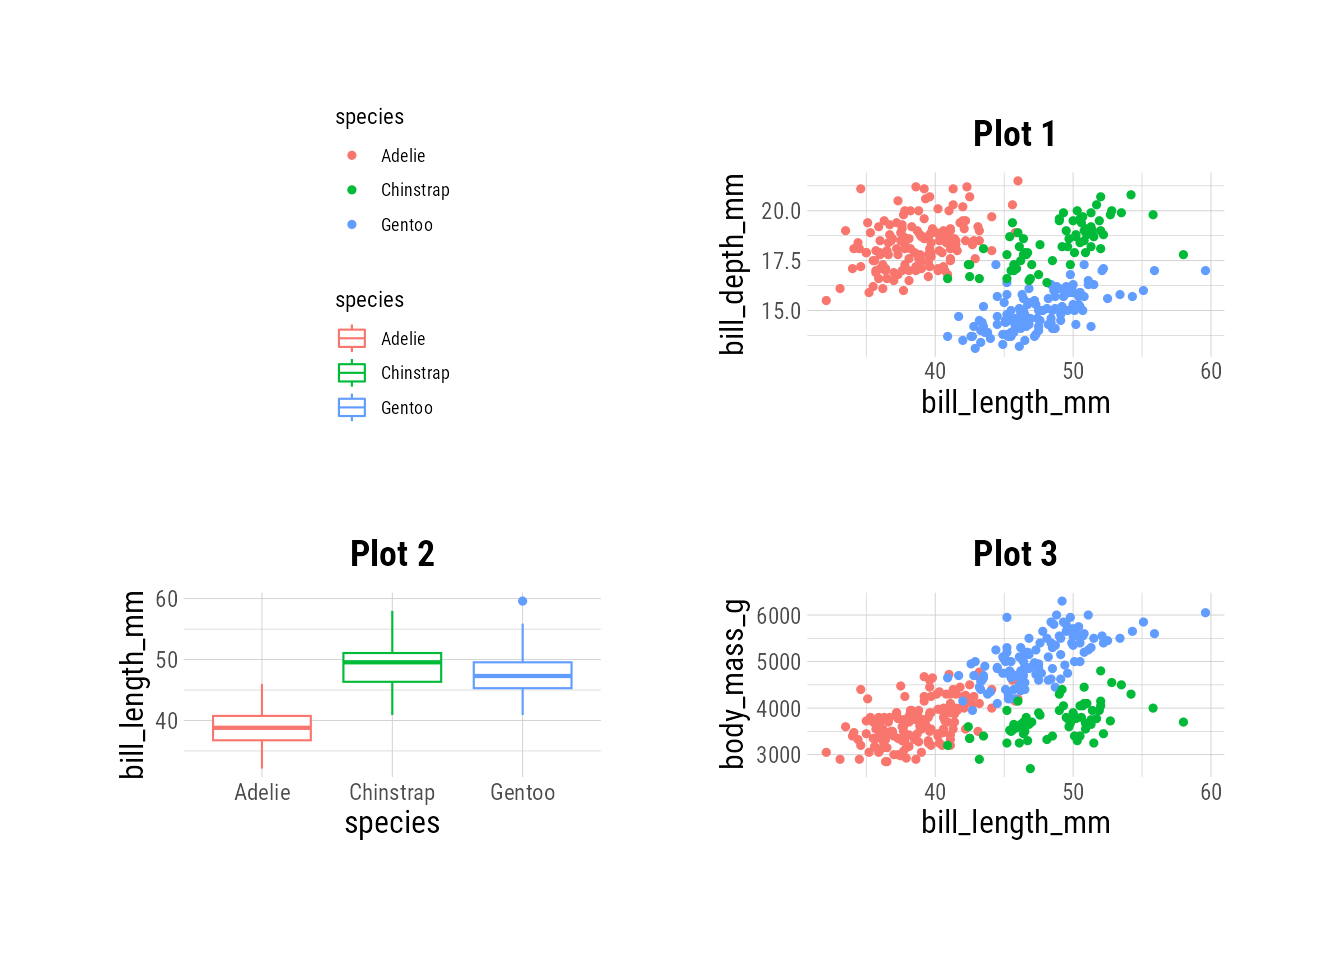 species
Adelie
Chinstrap
Gentoo
species
Adelie
Chinstrap
Gentoo
Plot 1
bill_depth_mm
20.0
17.5
15.0
40 50 60
bill_length_mm
Plot 2
bill_length_mm
60
50
40
Adelie Chinstrap Gentoo
species
Plot 3
body_mass_g
6000
5000
4000
3000
40 50 60
bill_length_mm